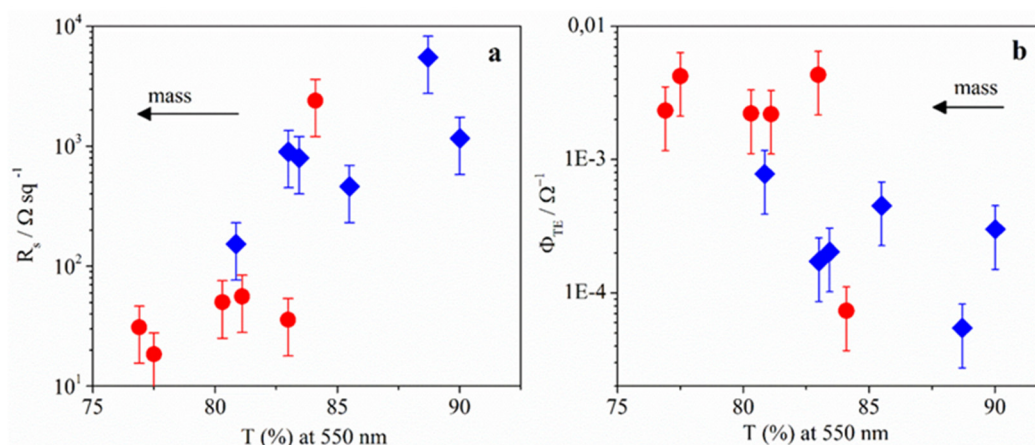 10⁴
a
mass
10³
R_s / Ω sq⁻¹
10²
10¹
75
80
85
90
T (%) at 550 nm
0,01
b
mass
1E-3
Φ_TE / Ω⁻¹
1E-4
75
80
85
90
T (%) at 550 nm